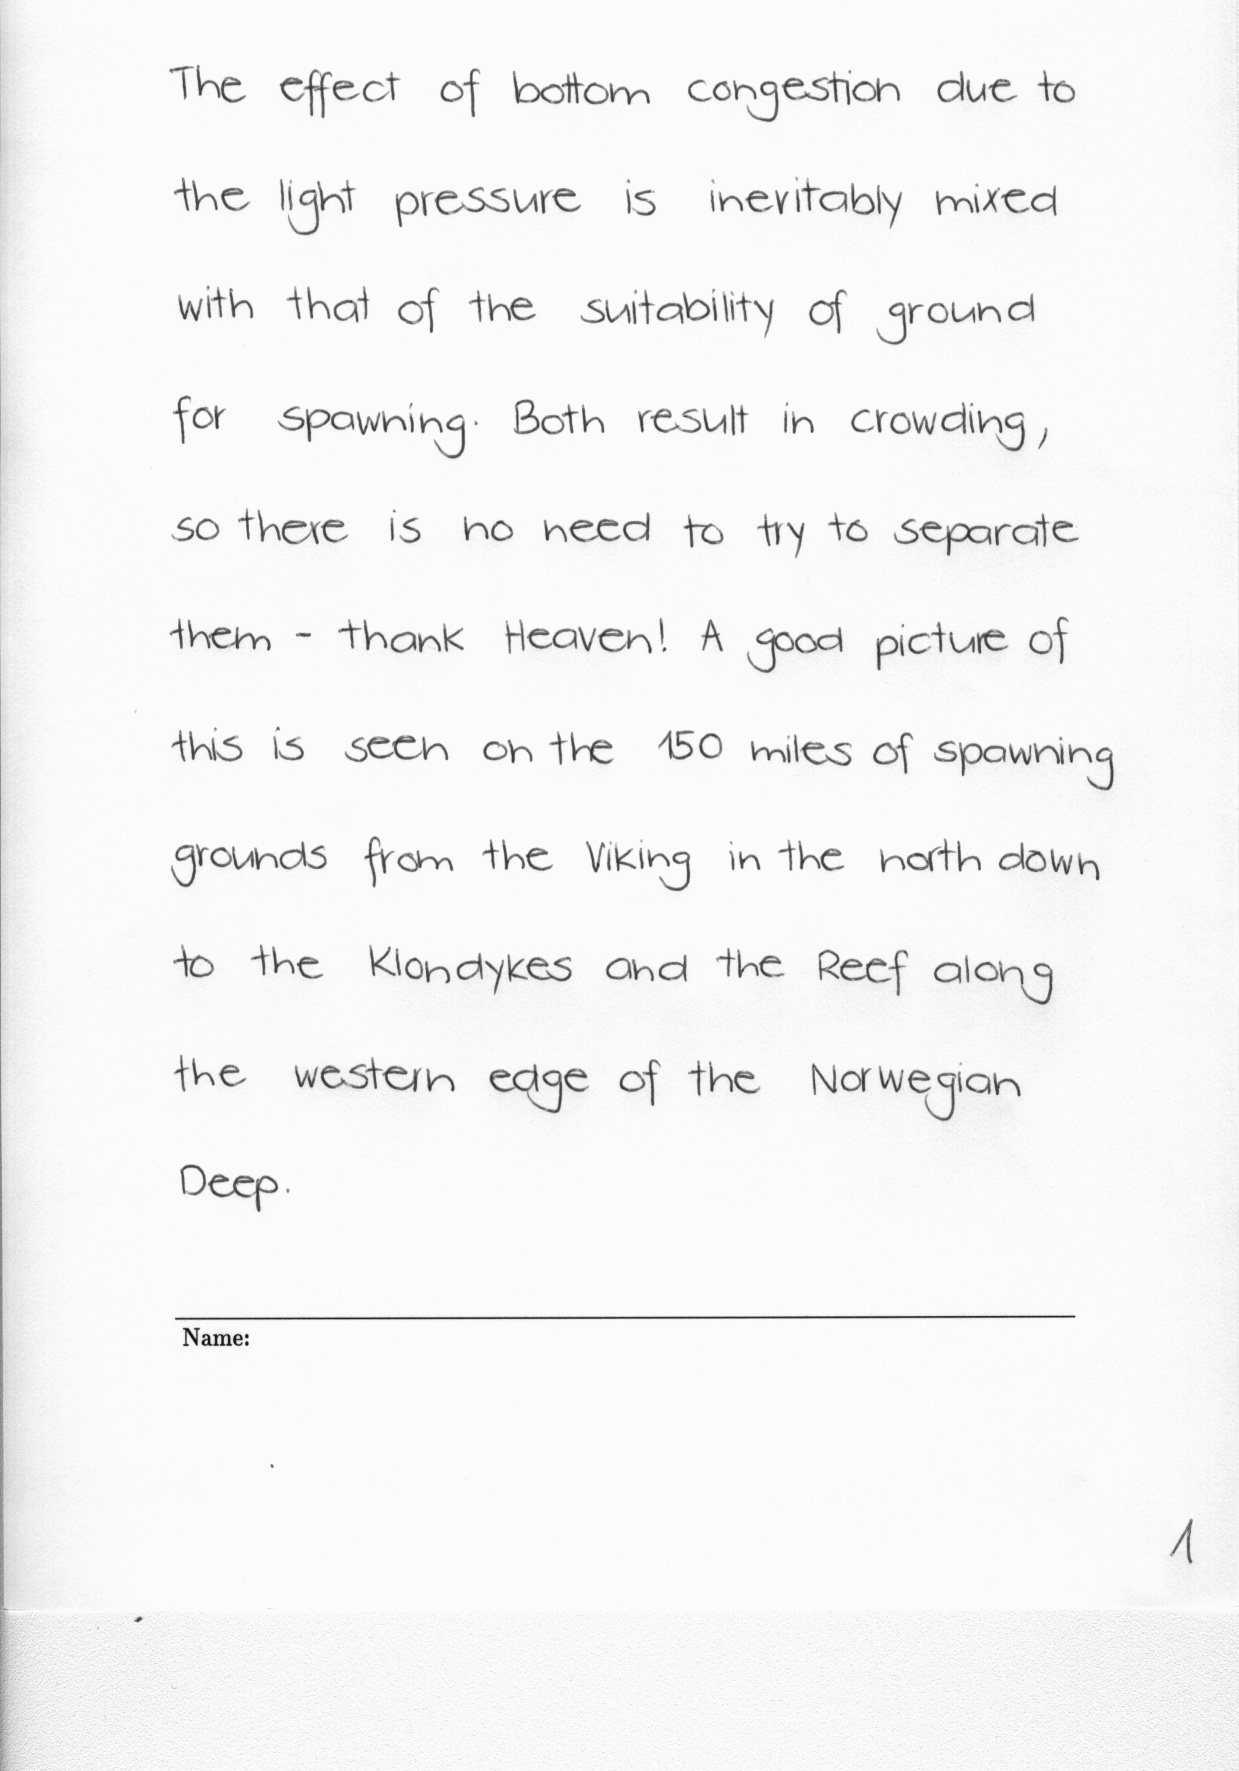 The effect of bottom congestion due to
the light pressure is inevitably mixed
with that of the suitability of ground
for spawning. Both result in crowding,
so there is no need to try to separate
them - thank Heaven! A good picture of
this is seen on the 150 miles of spawning
grounds from the Viking in the north down
to the Klondykes and the Reef along
the western edge of the Norwegian
Deep.
Name:
1